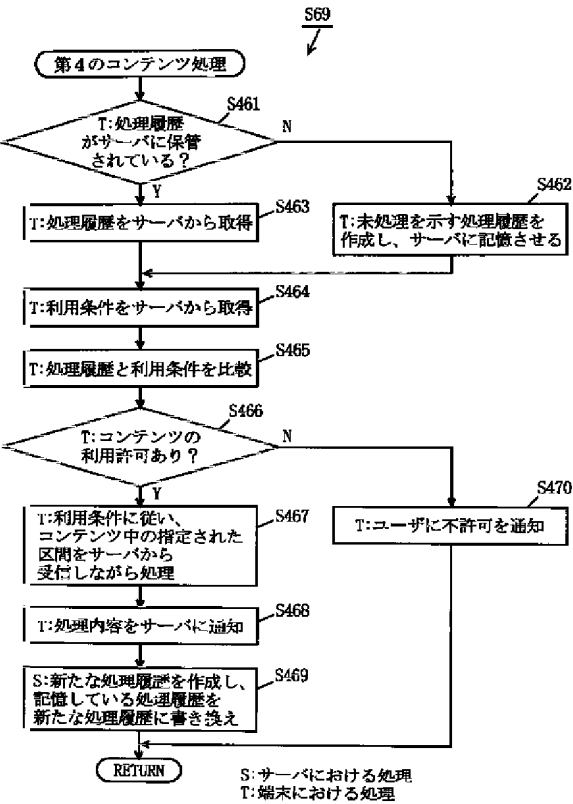 S69
第4のコンテンツ処理
S461
T:処理履歴
がサーバに保管
されている?
N
Y
S462
T:未処理を示す処理履歴を
作成し、サーバに記憶させる
S463
T:処理履歴をサーバから取得
S464
T:利用条件をサーバから取得
S465
T:処理履歴と利用条件を比較
S466
T:コンテンツの
利用許可あり?
N
Y
S467
T:利用条件に従い、
コンテンツ中の指定された
区間をサーバから
受信しながら処理
S470
T:ユーザに不許可を通知
S468
T:処理内容をサーバに通知
S469
S:新たな処理履歴を作成し、
記憶している処理履歴を
新たな処理履歴に書き換え
RETURN
S:サーバにおける処理
T:端末における処理